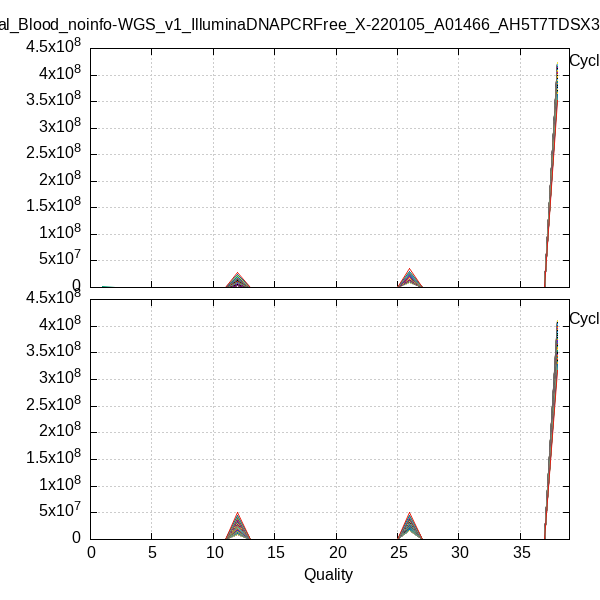 al_Blood_noinfo-WGS_v1_IlluminaDNAPCRFree_X-220105_A01466_AH5T7TDSX3
4.5x10^8
Cycl
4x10^8
3.5x10^8
3x10^8
2.5x10^8
2x10^8
1.5x10^8
1x10^8
5x10^7
0
4.5x10^8
Cycl
4x10^8
3.5x10^8
3x10^8
2.5x10^8
2x10^8
1.5x10^8
1x10^8
5x10^7
0
0 5 10 15 20 25 30 35
Quality